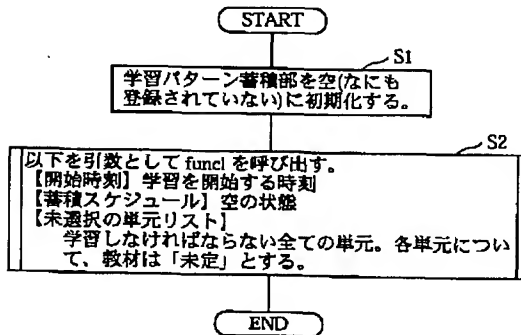 START
S1
学習パターン蓄積部を空(なにも
登録されていない)に初期化する。
S2
以下を引数として func1 を呼び出す。
【開始時刻】学習を開始する時刻
【蓄積スケジュール】空の状態
【未選択の単元リスト】
学習しなければならない全ての単元。各単元につい
て、教材は「未定」とする。
END